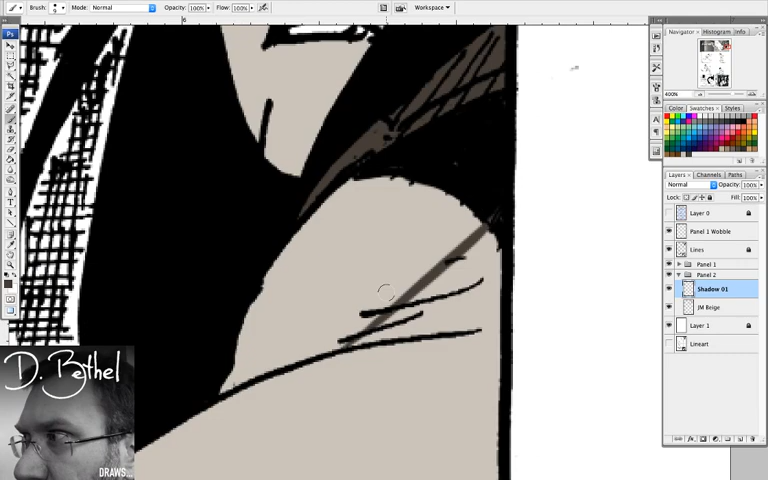 Brush:
Mode: Normal
Opacity: 100%
Flow: 100%
Workspace
6
Ps
Navigator
Histogram
Info
400%
Color
Swatches
Styles
Layers
Channels
Paths
Normal
Opacity: 100%
Lock:
Fill: 100%
Layer 0
Panel 1 Wobble
Lines
Panel 1
Panel 2
Shadow 01
JM Beige
Layer 1
Lineart
D. Bethel
DRAWS...